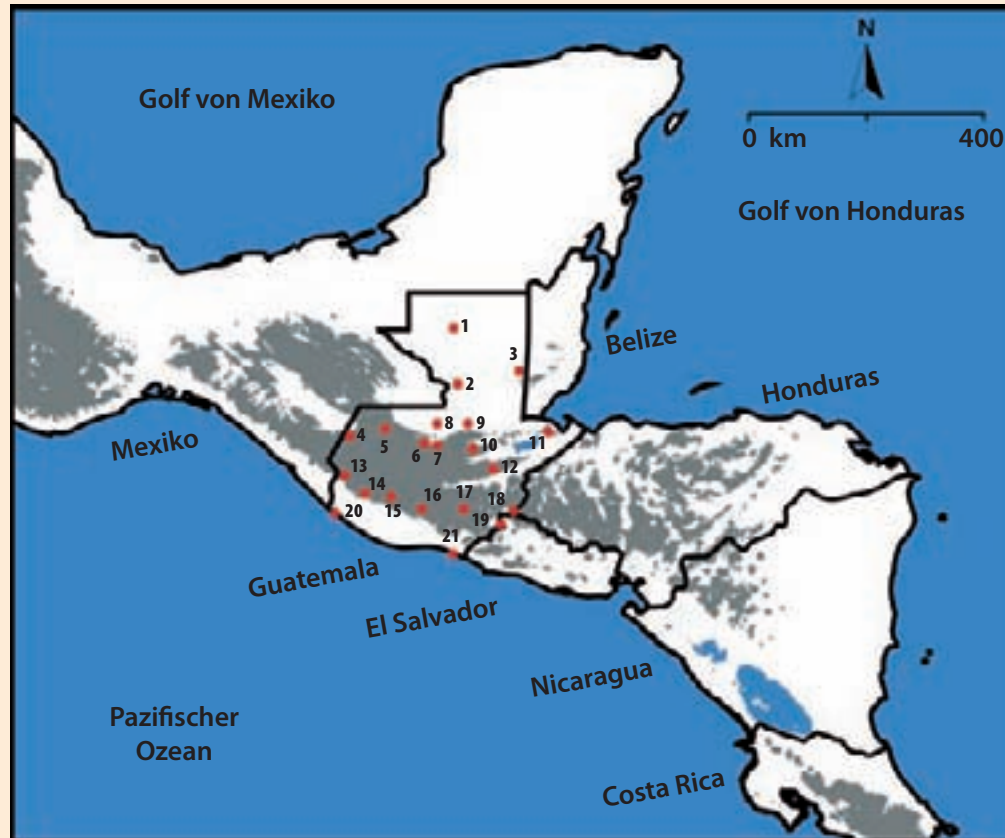 N
Golf von Mexiko
0 km 400
Golf von Honduras
1
Belize
3
2
Honduras
8 9
4 5 11
Mexiko
6 7 10
12
13
14 16 17 18
20 15 19
21
Guatemala
El Salvador
Nicaragua
Pazifischer
Ozean
Costa Rica